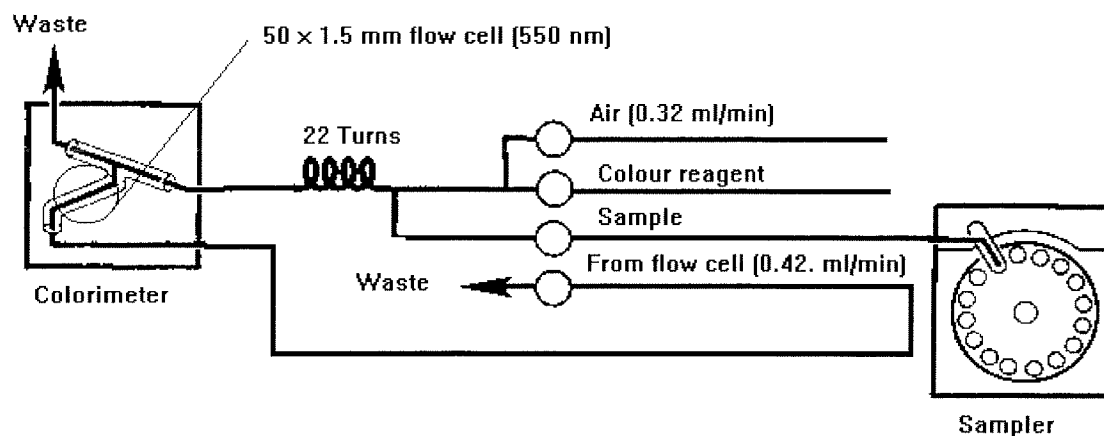 Waste
50 × 1.5 mm flow cell (550 nm)
22 Turns
Air (0.32 ml/min)
Colour reagent
Sample
From flow cell (0.42. ml/min)
Waste
Colorimeter
Sampler